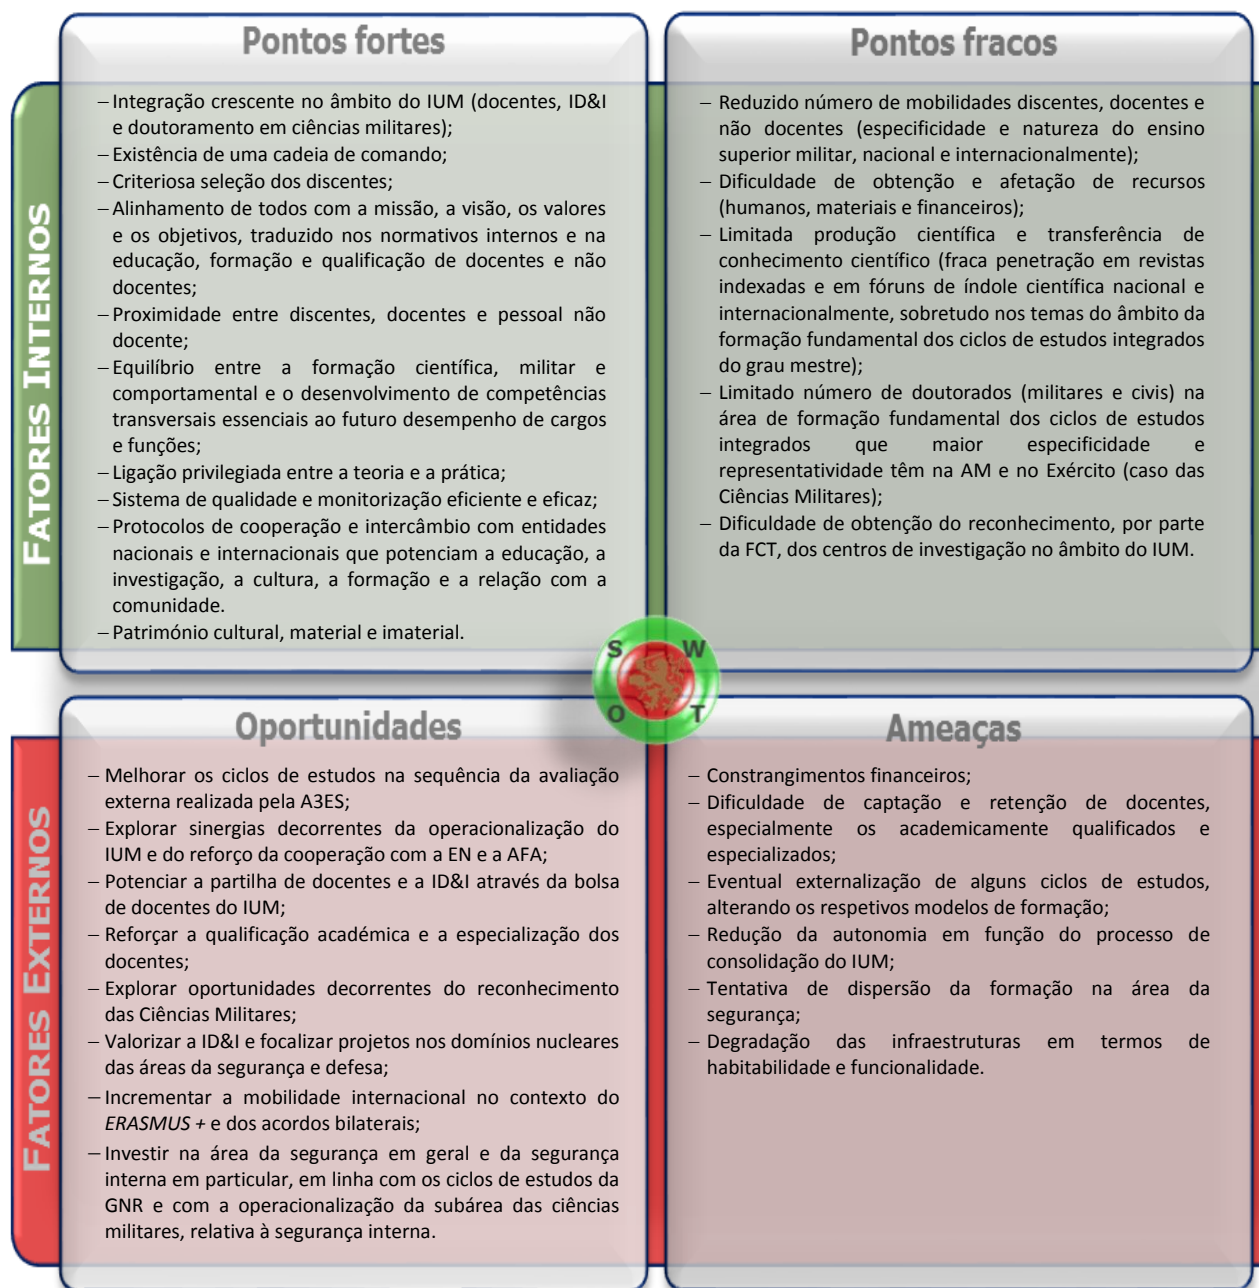 Pontos fortes
– Integração crescente no âmbito do IUM (docentes, ID&I
e doutoramento em ciências militares);
– Existência de uma cadeia de comando;
– Criteriosa seleção dos discentes;
– Alinhamento de todos com a missão, a visão, os valores
e os objetivos, traduzido nos normativos internos e na
educação, formação e qualificação de docentes e não
docentes;
– Proximidade entre discentes, docentes e pessoal não
docente;
– Equilíbrio entre a formação científica, militar e
comportamental e o desenvolvimento de competências
transversais essenciais ao futuro desempenho de cargos
e funções;
– Ligação privilegiada entre a teoria e a prática;
– Sistema de qualidade e monitorização eficiente e eficaz;
– Protocolos de cooperação e intercâmbio com entidades
nacionais e internacionais que potenciam a educação, a
investigação, a cultura, a formação e a relação com a
comunidade.
– Património cultural, material e imaterial.
Pontos fracos
– Reduzido número de mobilidades discentes, docentes e
não docentes (especificidade e natureza do ensino
superior militar, nacional e internacionalmente);
– Dificuldade de obtenção e afetação de recursos
(humanos, materiais e financeiros);
– Limitada produção científica e transferência de
conhecimento científico (fraca penetração em revistas
indexadas e em fóruns de índole científica nacional e
internacionalmente, sobretudo nos temas do âmbito da
formação fundamental dos ciclos de estudos integrados
do grau mestre);
– Limitado número de doutorados (militares e civis) na
área de formação fundamental dos ciclos de estudos
integrados que maior especificidade e
representatividade têm na AM e no Exército (caso das
Ciências Militares);
– Dificuldade de obtenção do reconhecimento, por parte
da FCT, dos centros de investigação no âmbito do IUM.
FATORES INTERNOS
S W
O T
Oportunidades
– Melhorar os ciclos de estudos na sequência da avaliação
externa realizada pela A3ES;
– Explorar sinergias decorrentes da operacionalização do
IUM e do reforço da cooperação com a EN e a AFA;
– Potenciar a partilha de docentes e a ID&I através da bolsa
de docentes do IUM;
– Reforçar a qualificação académica e a especialização dos
docentes;
– Explorar oportunidades decorrentes do reconhecimento
das Ciências Militares;
– Valorizar a ID&I e focalizar projetos nos domínios nucleares
das áreas da segurança e defesa;
– Incrementar a mobilidade internacional no contexto do
ERASMUS + e dos acordos bilaterais;
– Investir na área da segurança em geral e da segurança
interna em particular, em linha com os ciclos de estudos da
GNR e com a operacionalização da subárea das ciências
militares, relativa à segurança interna.
Ameaças
– Constrangimentos financeiros;
– Dificuldade de captação e retenção de docentes,
especialmente os academicamente qualificados e
especializados;
– Eventual externalização de alguns ciclos de estudos,
alterando os respetivos modelos de formação;
– Redução da autonomia em função do processo de
consolidação do IUM;
– Tentativa de dispersão da formação na área da
segurança;
– Degradação das infraestruturas em termos de
habitabilidade e funcionalidade.
FATORES EXTERNOS